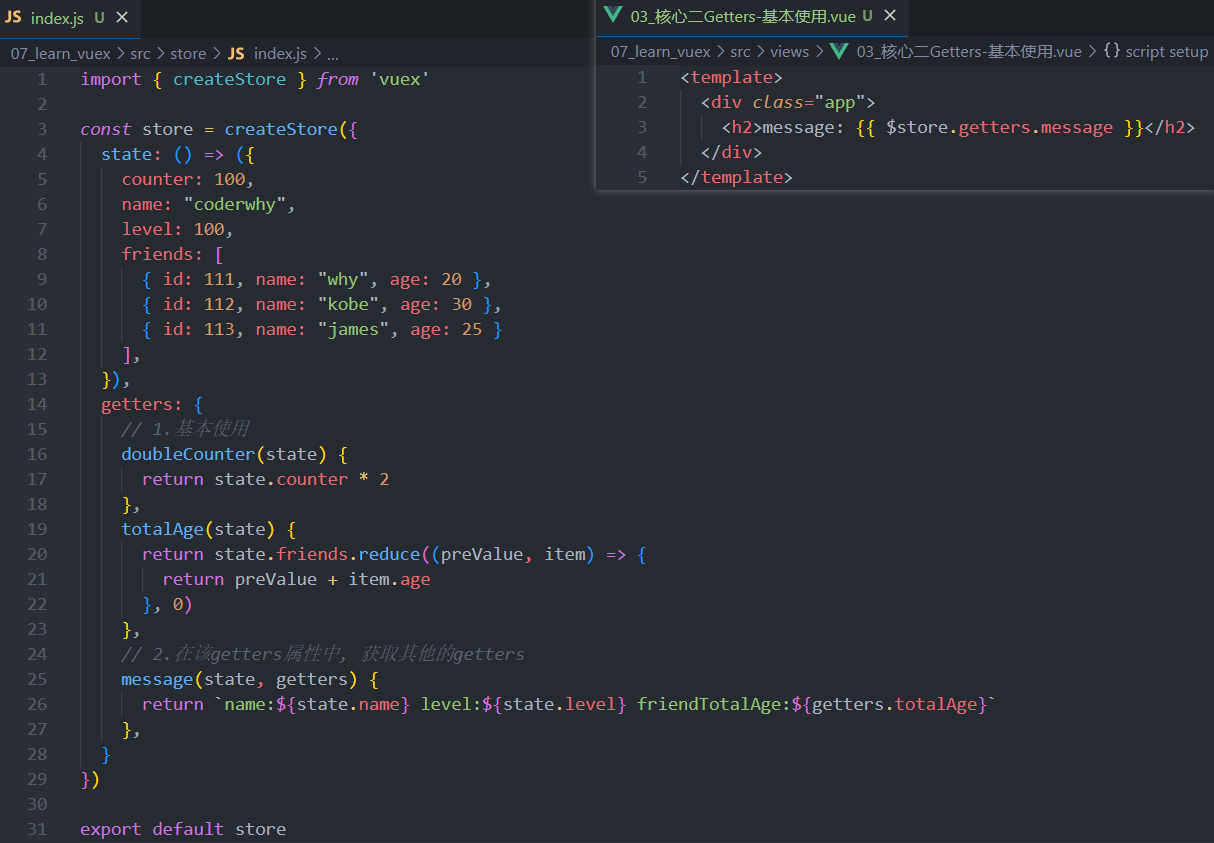 JS index.js U ×
07_learn_vuex > src > store > JS index.js > ...
1 import { createStore } from 'vuex'
2
3 const store = createStore({
4   state: () => ({
5     counter: 100,
6     name: "coderwhy",
7     level: 100,
8     friends: [
9       { id: 111, name: "why", age: 20 },
10       { id: 112, name: "kobe", age: 30 },
11       { id: 113, name: "james", age: 25 }
12     ],
13   }),
14   getters: {
15     // 1.基本使用
16     doubleCounter(state) {
17       return state.counter * 2
18     },
19     totalAge(state) {
20       return state.friends.reduce((preValue, item) => {
21         return preValue + item.age
22       }, 0)
23     },
24     // 2.在该getters属性中, 获取其他的getters
25     message(state, getters) {
26       return `name:${state.name} level:${state.level} friendTotalAge:${getters.totalAge}`
27     },
28   }
29 })
30
31 export default store
03_核心二Getters-基本使用.vue U ×
07_learn_vuex > src > views > 03_核心二Getters-基本使用.vue > {} script setup
1 <template>
2   <div class="app">
3     <h2>message: {{ $store.getters.message }}</h2>
4   </div>
5 </template>